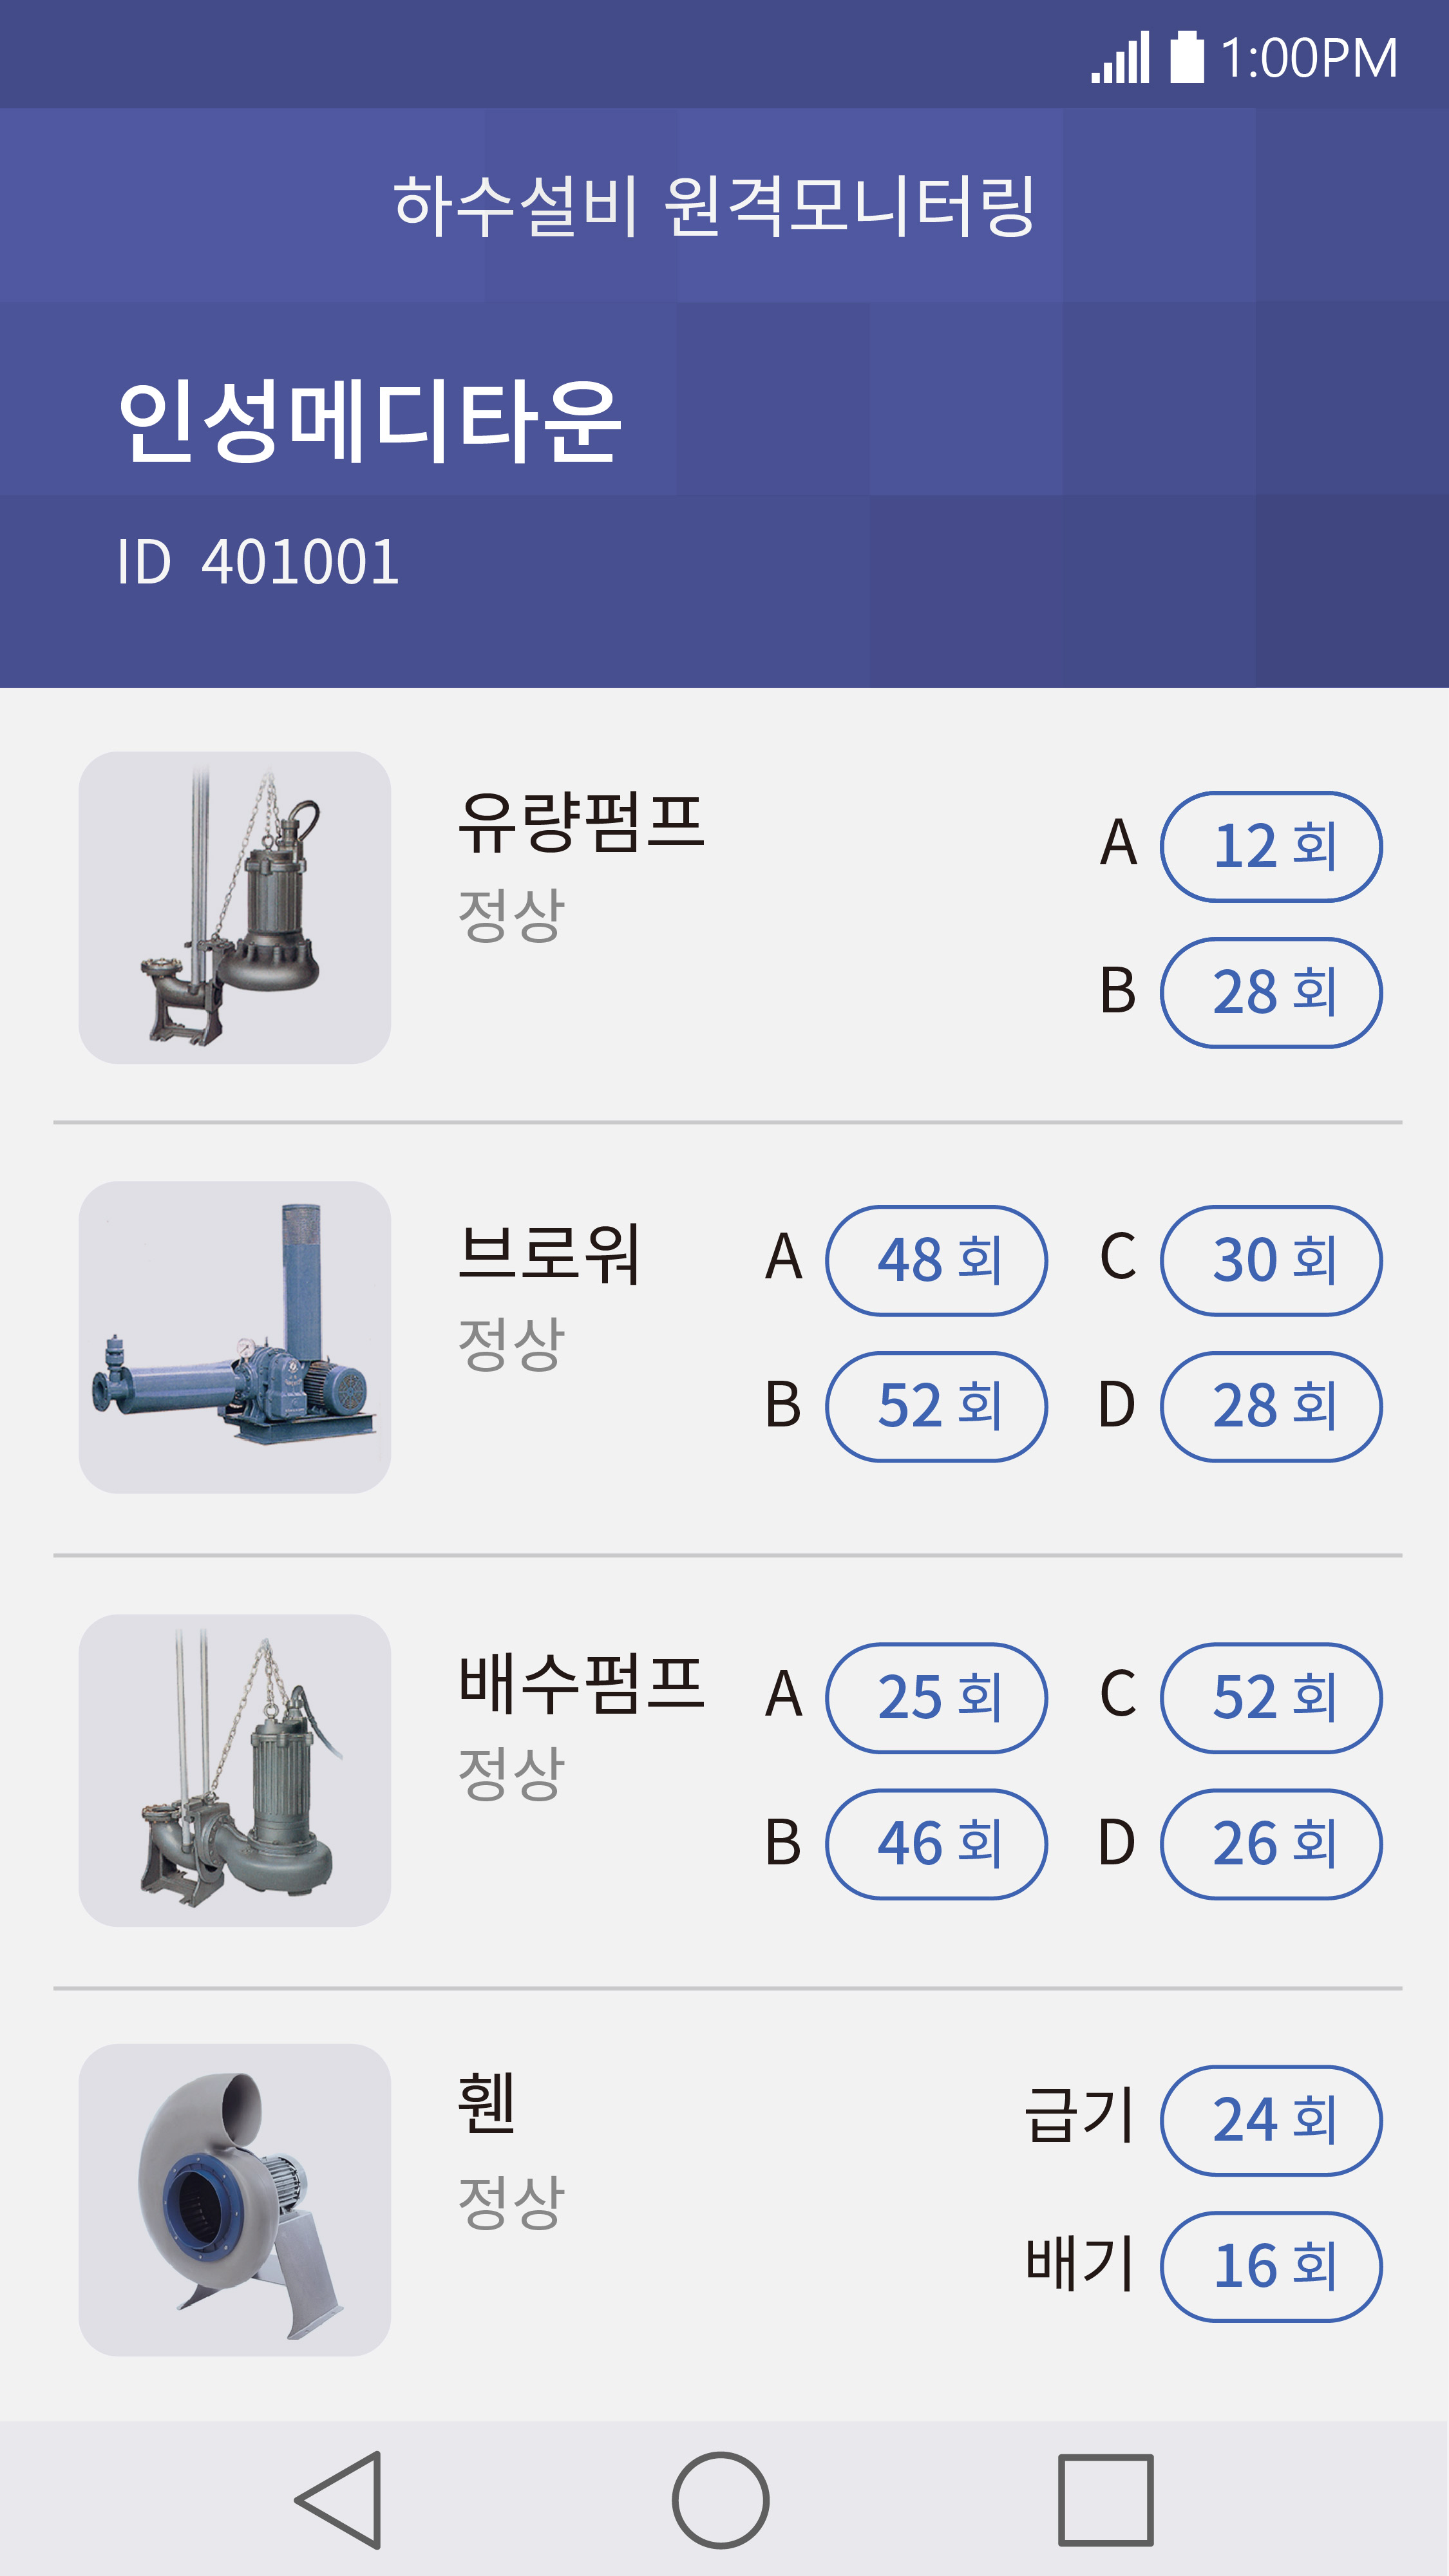 1:00PM
하수설비 원격모니터링
인성메디타운
ID 401001
유량펌프
정상
A 12 회
B 28 회
브로워
정상
A 48 회 C 30 회
B 52 회 D 28 회
배수펌프
정상
A 25 회 C 52 회
B 46 회 D 26 회
휀
정상
급기 24 회
배기 16 회